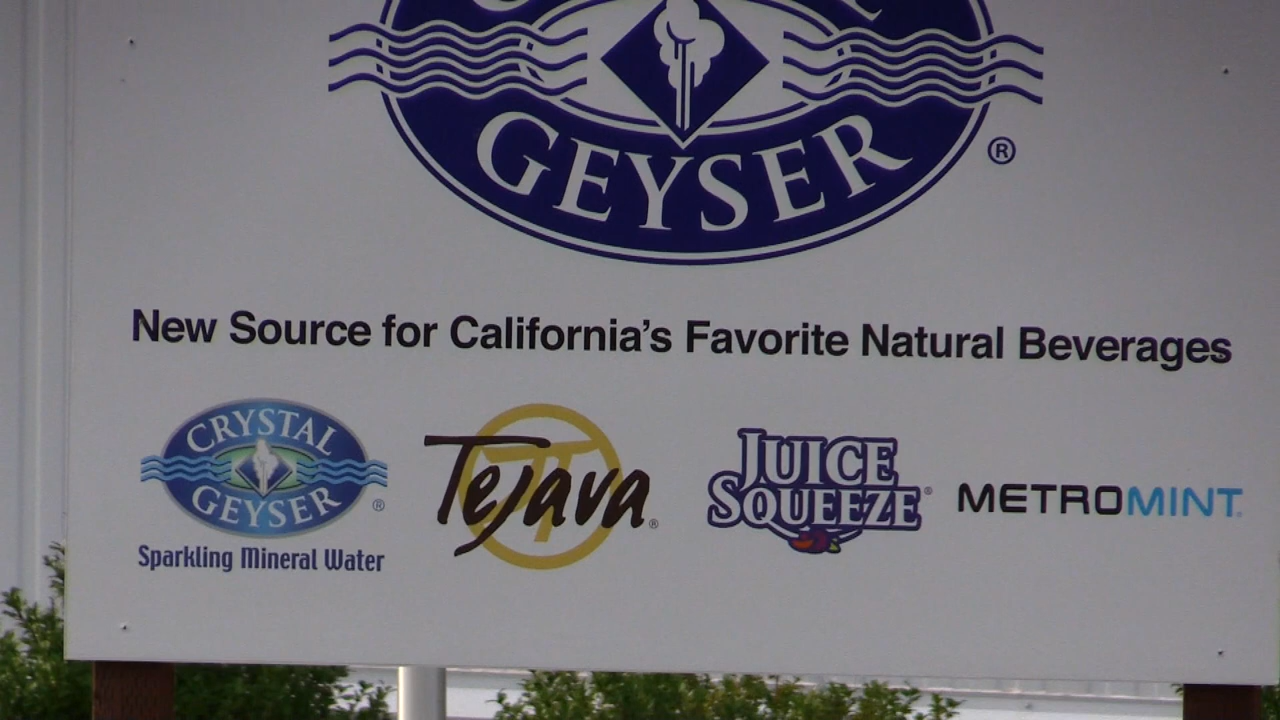 GEYSER
®
New Source for California's Favorite Natural Beverages
CRYSTAL
GEYSER
®
Sparkling Mineral Water
Tejava
®
JUICE
SQUEEZE
®
METROMINT